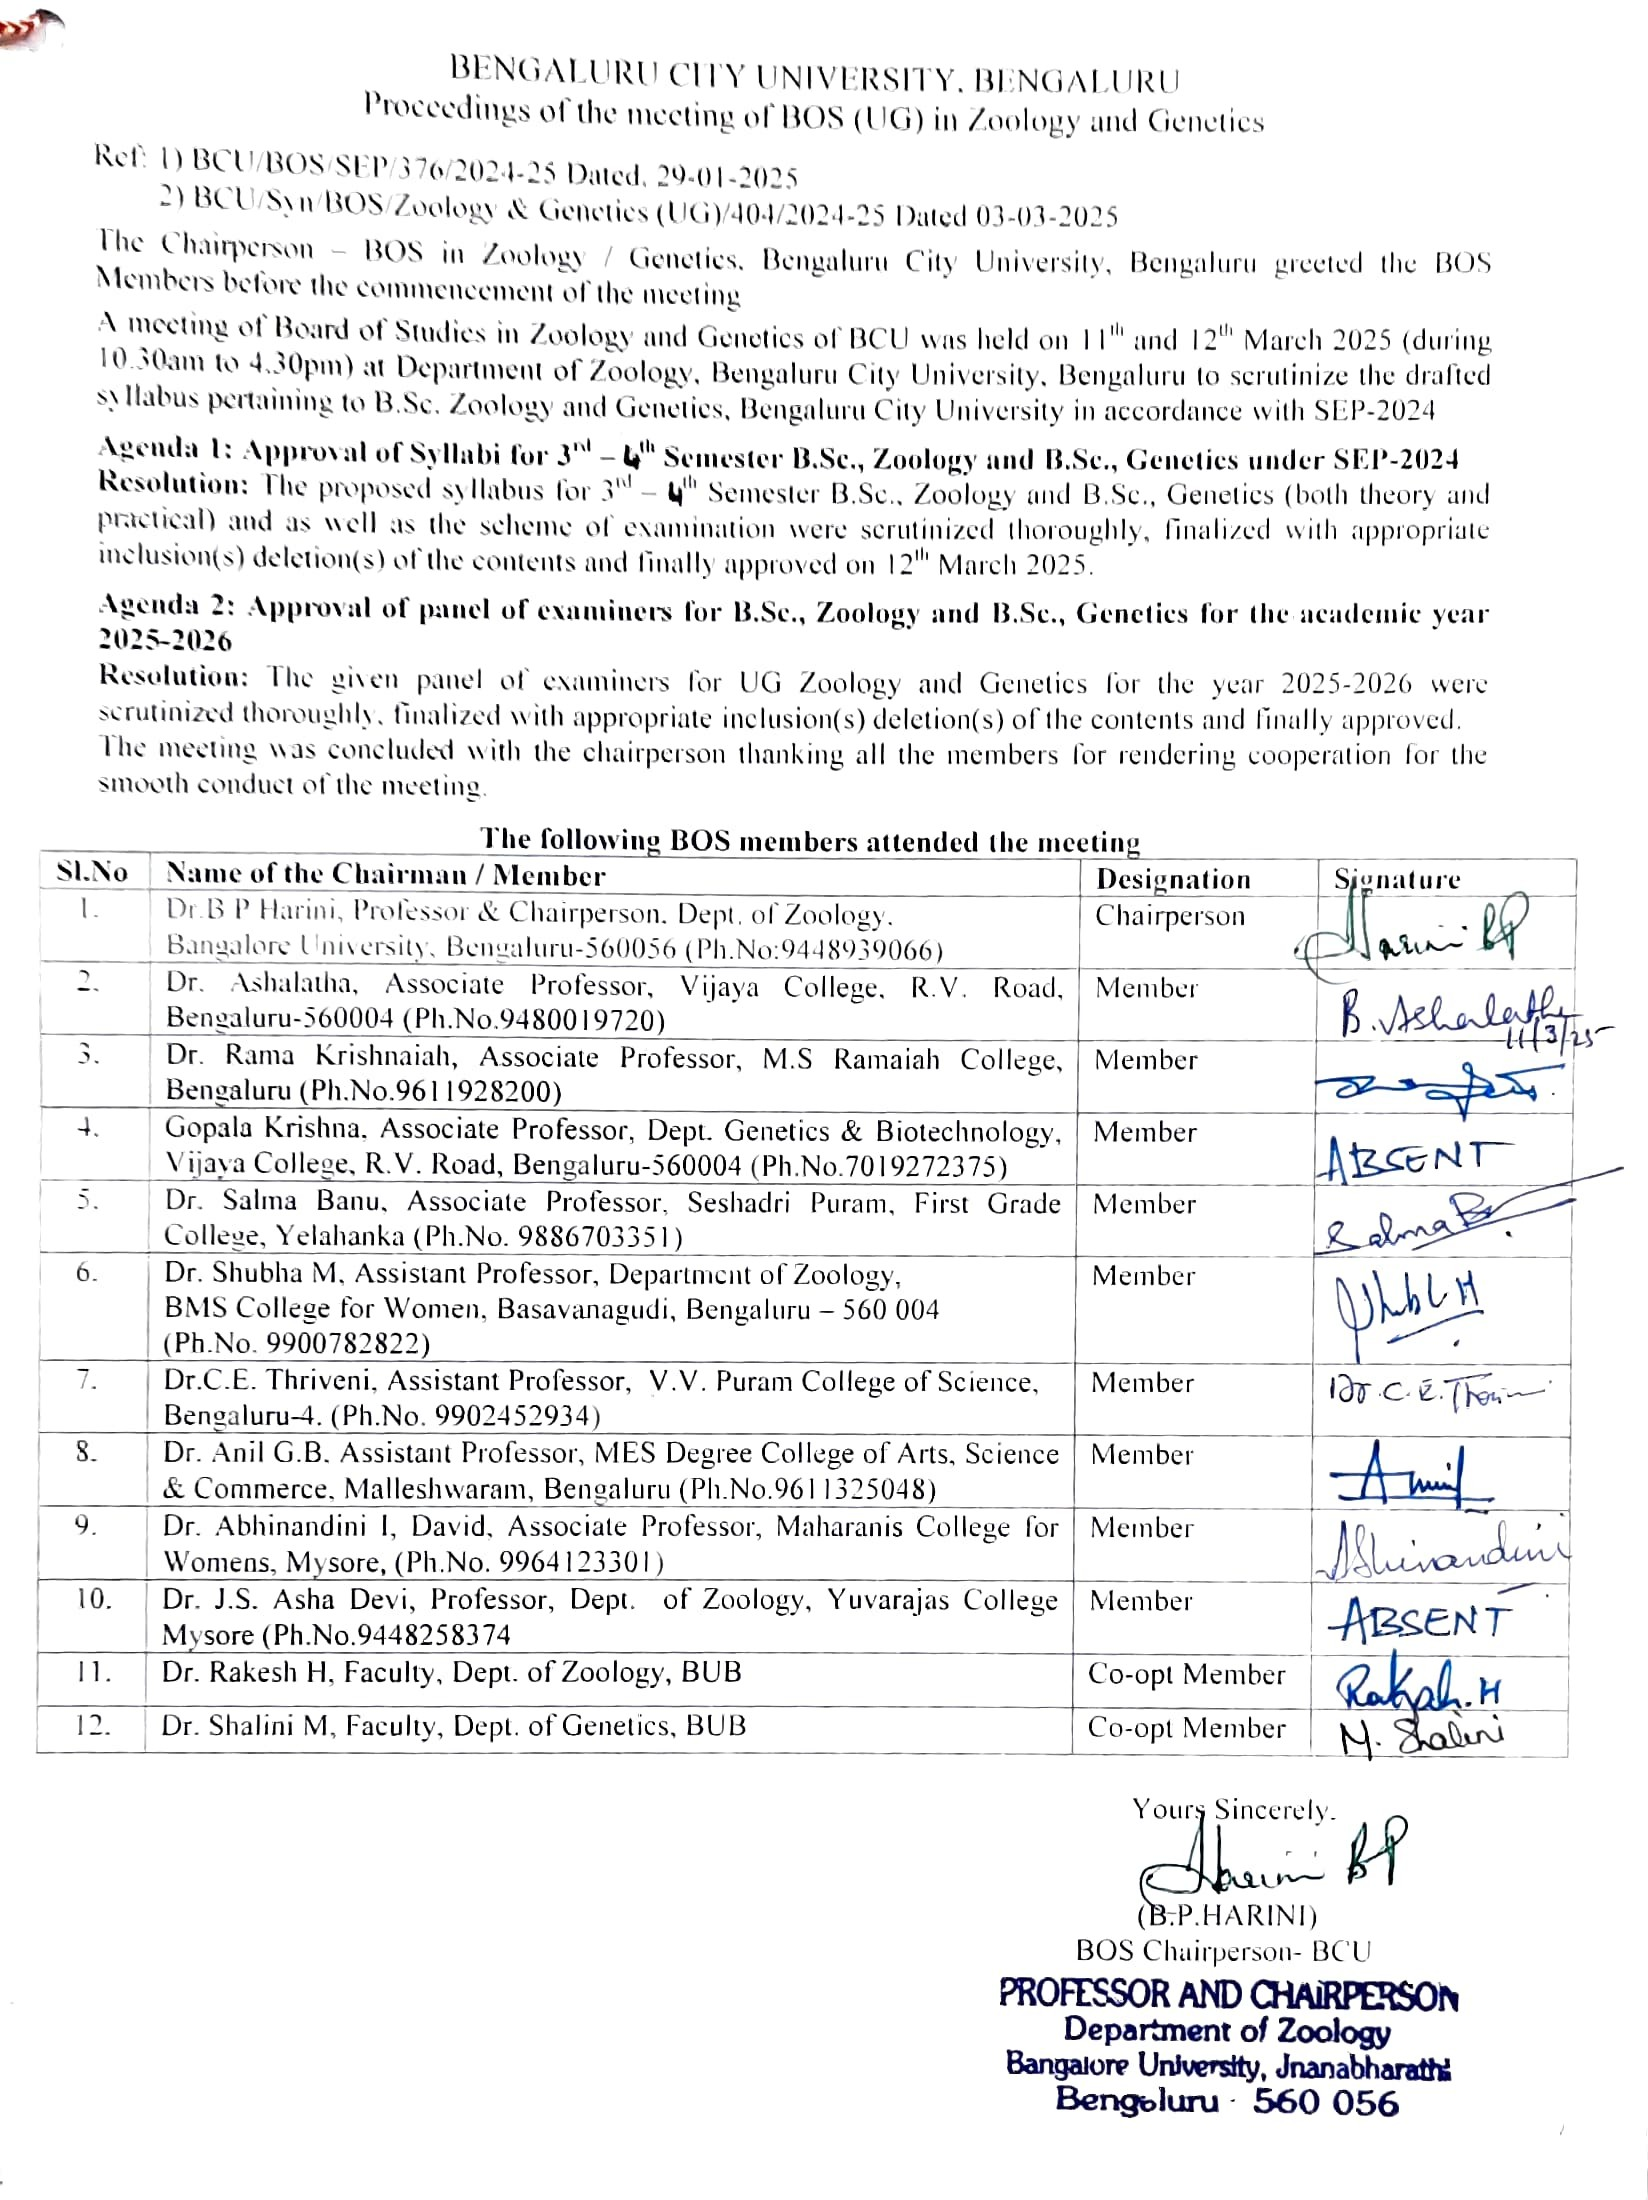 BENGALURU CITY UNIVERSITY, BENGALURU
Proceedings of the meeting of BOS (UG) in Zoology and Genetics
Ref: 1) BCU/BOS/SEP/376/2024-25 Dated, 29-01-2025
2) BCU/Syn/BOS/Zoology & Genetics (UG)/404/2024-25 Dated 03-03-2025
The Chairperson – BOS in Zoology / Genetics, Bengaluru City University, Bengaluru greeted the BOS
Members before the commencement of the meeting
A meeting of Board of Studies in Zoology and Genetics of BCU was held on 11th and 12th March 2025 (during
10.30am to 4.30pm) at Department of Zoology, Bengaluru City University, Bengaluru to scrutinize the drafted
syllabus pertaining to B.Sc. Zoology and Genetics, Bengaluru City University in accordance with SEP-2024
Agenda 1: Approval of Syllabi for 3rd – 4th Semester B.Sc., Zoology and B.Sc., Genetics under SEP-2024
Resolution: The proposed syllabus for 3rd – 4th Semester B.Sc., Zoology and B.Sc., Genetics (both theory and
practical) and as well as the scheme of examination were scrutinized thoroughly, finalized with appropriate
inclusion(s) deletion(s) of the contents and finally approved on 12th March 2025.
Agenda 2: Approval of panel of examiners for B.Sc., Zoology and B.Sc., Genetics for the academic year
2025-2026
Resolution: The given panel of examiners for UG Zoology and Genetics for the year 2025-2026 were
scrutinized thoroughly, finalized with appropriate inclusion(s) deletion(s) of the contents and finally approved.
The meeting was concluded with the chairperson thanking all the members for rendering cooperation for the
smooth conduct of the meeting.
The following BOS members attended the meeting
Sl.No Name of the Chairman / Member Designation Signature
1. Dr.B P Harini, Professor & Chairperson, Dept. of Zoology, Chairperson Harini BP
Bangalore University, Bengaluru-560056 (Ph.No:9448939066)
2. Dr. Ashalatha, Associate Professor, Vijaya College, R.V. Road, Member B. Ashalatha
Bengaluru-560004 (Ph.No.9480019720) 11/3/25
3. Dr. Rama Krishnaiah, Associate Professor, M.S Ramaiah College, Member
Bengaluru (Ph.No.9611928200)
4. Gopala Krishna, Associate Professor, Dept. Genetics & Biotechnology, Member ABSENT
Vijaya College, R.V. Road, Bengaluru-560004 (Ph.No.7019272375)
5. Dr. Salma Banu, Associate Professor, Seshadri Puram, First Grade Member Salma B
College, Yelahanka (Ph.No. 9886703351)
6. Dr. Shubha M, Assistant Professor, Department of Zoology, Member
BMS College for Women, Basavanagudi, Bengaluru – 560 004
(Ph.No. 9900782822)
7. Dr.C.E. Thriveni, Assistant Professor, V.V. Puram College of Science, Member Dr. C. E.
Bengaluru-4. (Ph.No. 9902452934)
8. Dr. Anil G.B, Assistant Professor, MES Degree College of Arts, Science Member
& Commerce, Malleshwaram, Bengaluru (Ph.No.9611325048)
9. Dr. Abhinandini I, David, Associate Professor, Maharanis College for Member Abhinandini
Womens, Mysore, (Ph.No. 9964123301)
10. Dr. J.S. Asha Devi, Professor, Dept. of Zoology, Yuvarajas College Member ABSENT
Mysore (Ph.No.9448258374
11. Dr. Rakesh H, Faculty, Dept. of Zoology, BUB Co-opt Member Rakesh. H
12. Dr. Shalini M, Faculty, Dept. of Genetics, BUB Co-opt Member M. Shalini
Yours Sincerely,
Harini BP
(B.P.HARINI)
BOS Chairperson- BCU
PROFESSOR AND CHAIRPERSON
Department of Zoology
Bangalore University, Jnanabharathi
Bengaluru - 560 056